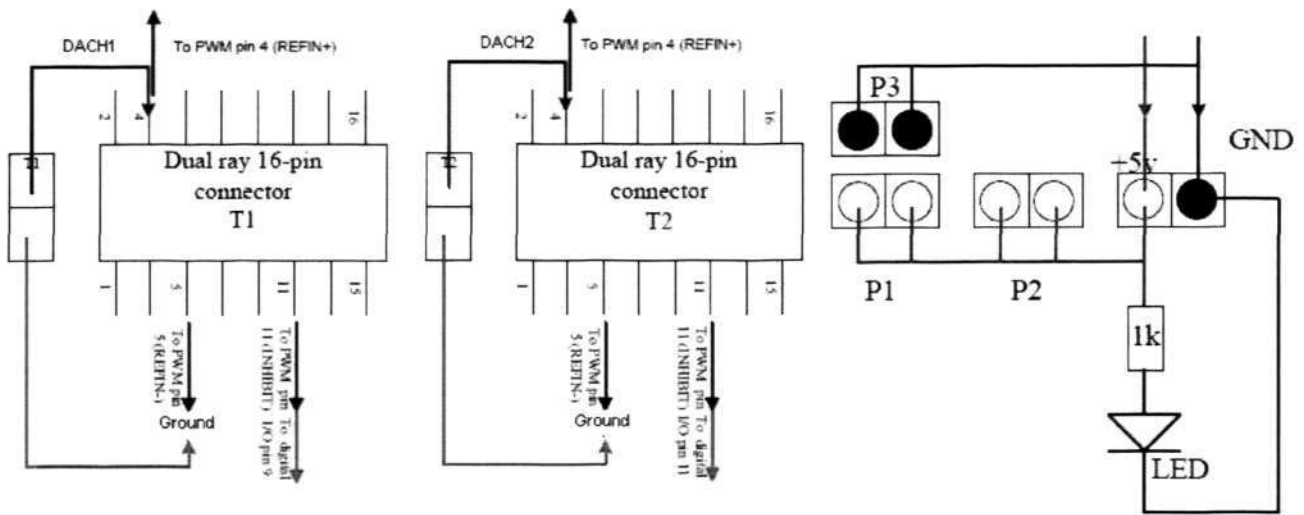 DACH1
To PWM pin 4 (REFIN+)
2
4
16
T1
Dual ray 16-pin
connector
T1
1
5
11
15
To PWM pin
5 (REFIN-)
Ground
To PWM pin To digital
11 (INHIBIT) I/O pin 9
DACH2
To PWM pin 4 (REFIN+)
2
4
16
T2
Dual ray 16-pin
connector
T2
1
5
11
15
To PWM pin
5 (REFIN-)
Ground
To PWM pin To digital
11 (INHIBIT) I/O pin 11
P3
GND
+5v
P1
P2
1k
LED